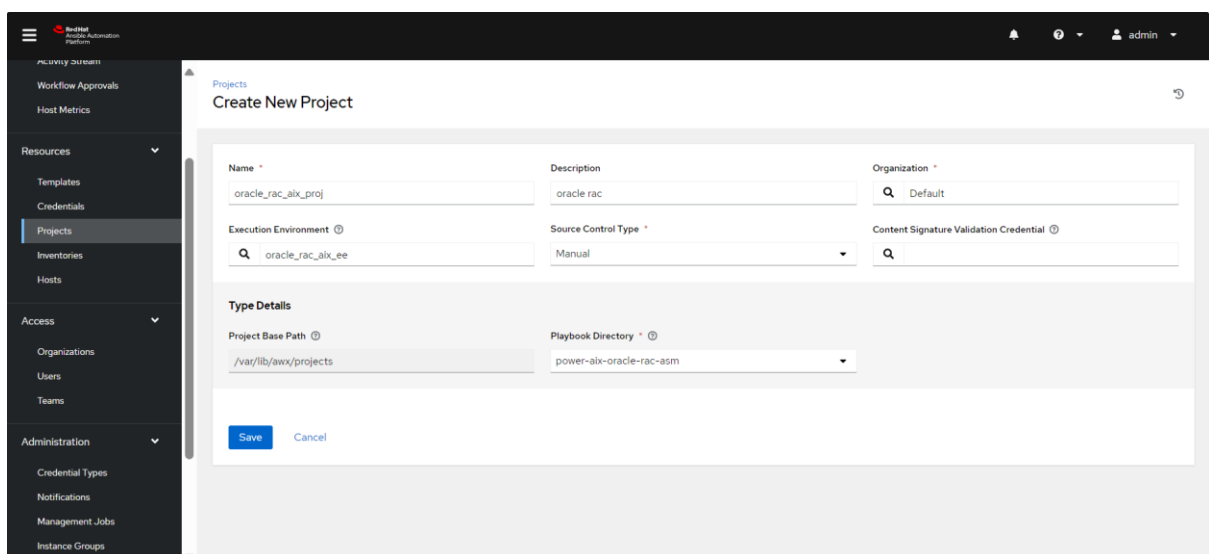 Red Hat
Ansible Automation
Platform
admin
Activity Stream
Workflow Approvals
Host Metrics
Resources
Templates
Credentials
Projects
Inventories
Hosts
Access
Organizations
Users
Teams
Administration
Credential Types
Notifications
Management Jobs
Instance Groups
Projects
Create New Project
Name *
Description
Organization *
oracle_rac_aix_proj
oracle rac
Default
Execution Environment
Source Control Type *
Content Signature Validation Credential
oracle_rac_aix_ee
Manual
Type Details
Project Base Path
Playbook Directory *
/var/lib/awx/projects
power-aix-oracle-rac-asm
Save
Cancel